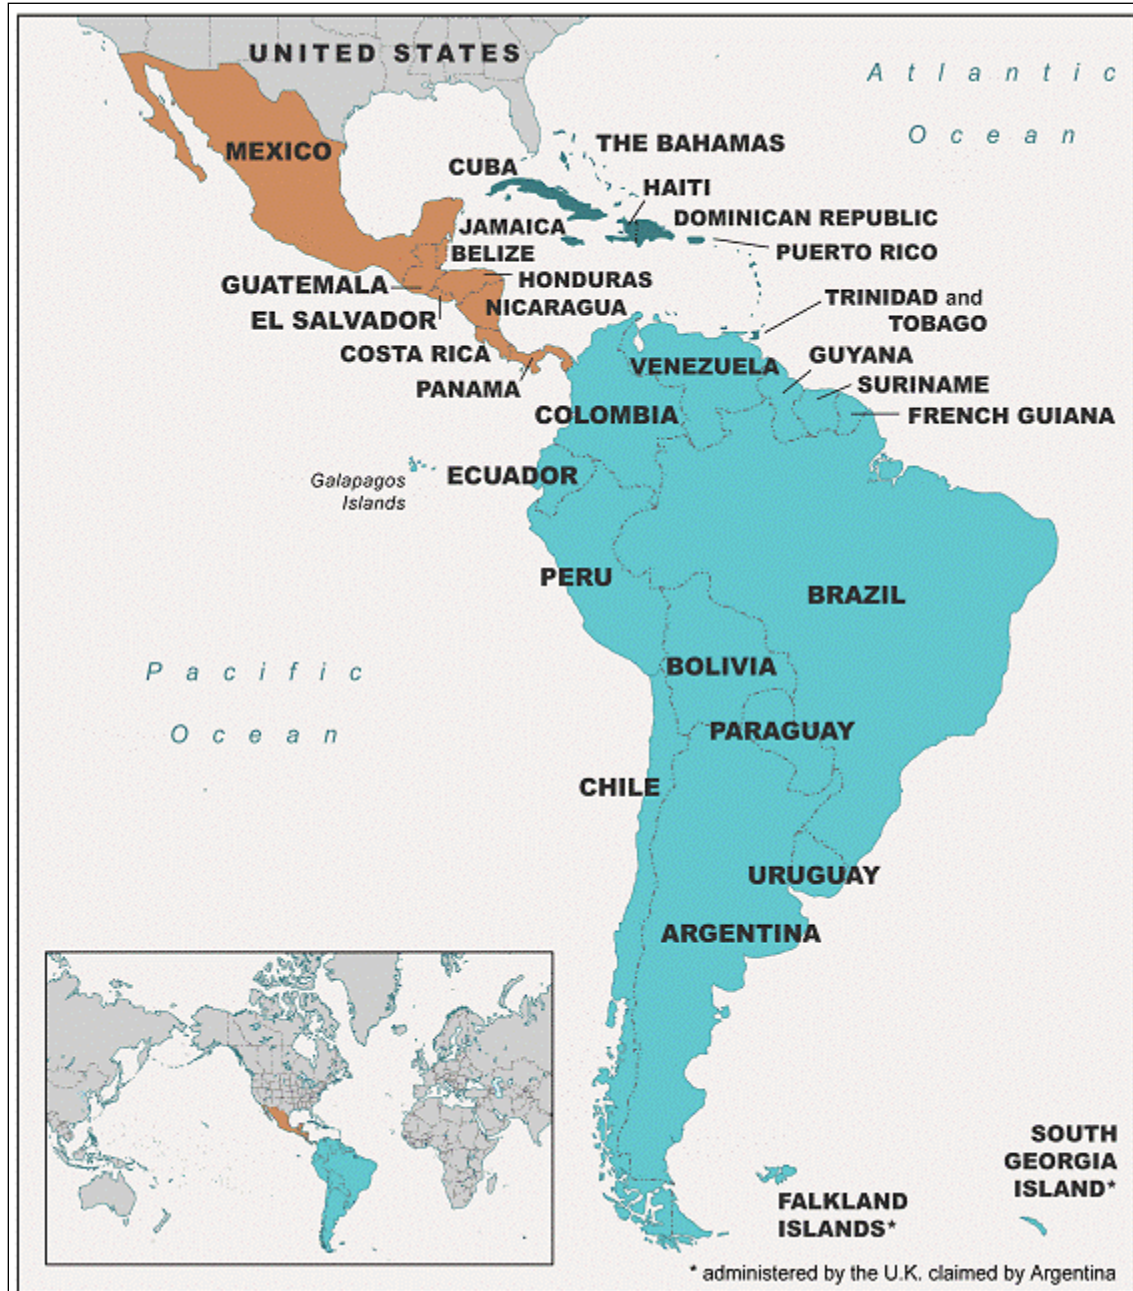 UNITED STATES
Atlantic
Ocean
MEXICO
THE BAHAMAS
CUBA
HAITI
DOMINICAN REPUBLIC
JAMAICA
PUERTO RICO
BELIZE
HONDURAS
GUATEMALA
NICARAGUA
TRINIDAD and
TOBAGO
EL SALVADOR
COSTA RICA
GUYANA
VENEZUELA
PANAMA
SURINAME
COLOMBIA
FRENCH GUIANA
Galapagos
Islands
ECUADOR
PERU
BRAZIL
Pacific
Ocean
BOLIVIA
PARAGUAY
CHILE
URUGUAY
ARGENTINA
SOUTH
GEORGIA
ISLAND*
FALKLAND
ISLANDS*
* administered by the U.K. claimed by Argentina